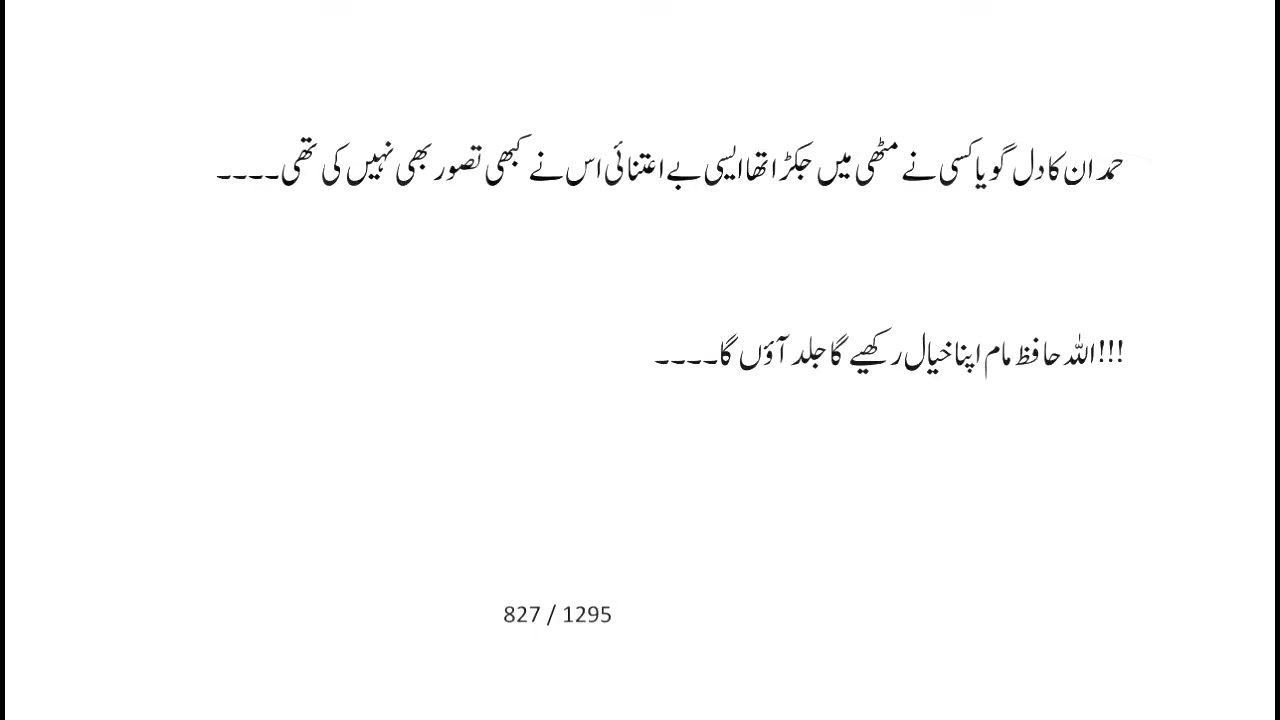 حمدان کا دل گویا کسی نے مٹھی میں جکڑا تھا ایسی بے اعتنائی اس نے کبھی تصور بھی نہیں کی تھی۔۔۔۔
!!!اللہ حافظ مام اپنا خیال رکھیے گا جلد آؤں گا۔۔۔۔
827 / 1295